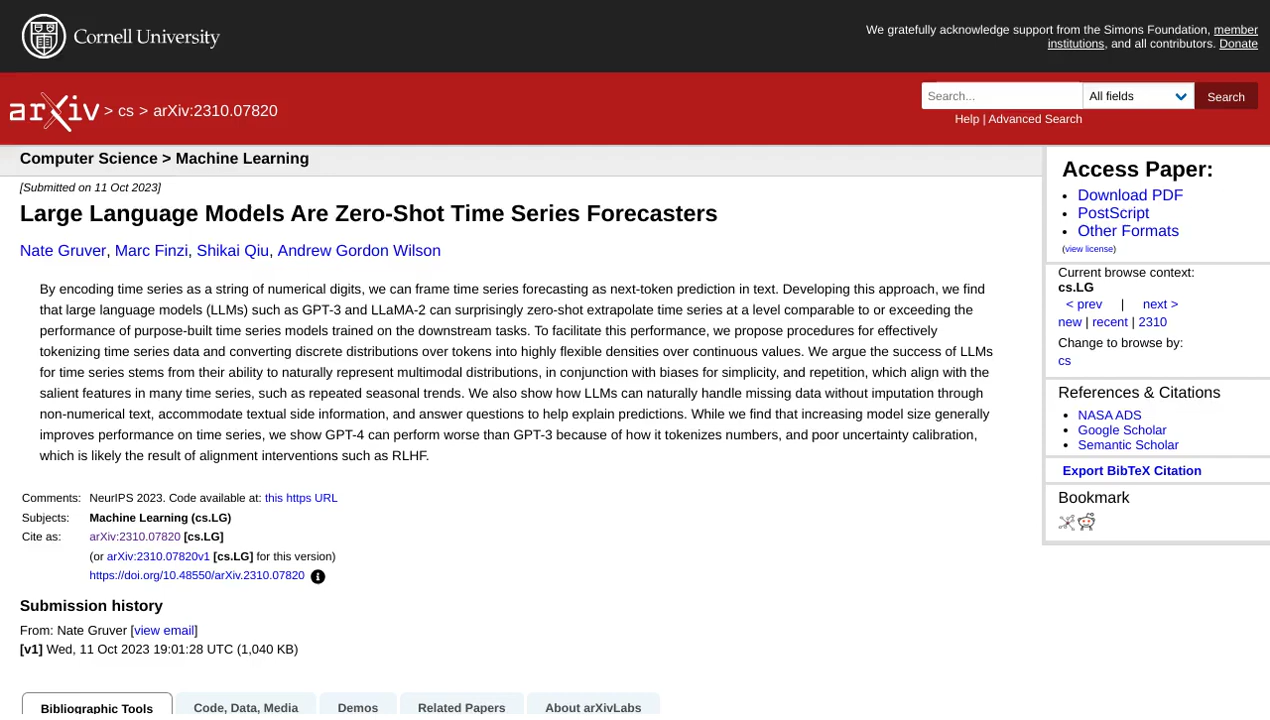 Cornell University
We gratefully acknowledge support from the Simons Foundation, member
institutions, and all contributors. Donate
arXiv > cs > arXiv:2310.07820
Search...
All fields
Search
Help | Advanced Search
Computer Science > Machine Learning
[Submitted on 11 Oct 2023]
Large Language Models Are Zero-Shot Time Series Forecasters
Nate Gruver, Marc Finzi, Shikai Qiu, Andrew Gordon Wilson
By encoding time series as a string of numerical digits, we can frame time series forecasting as next-token prediction in text. Developing this approach, we find
that large language models (LLMs) such as GPT-3 and LLaMA-2 can surprisingly zero-shot extrapolate time series at a level comparable to or exceeding the
performance of purpose-built time series models trained on the downstream tasks. To facilitate this performance, we propose procedures for effectively
tokenizing time series data and converting discrete distributions over tokens into highly flexible densities over continuous values. We argue the success of LLMs
for time series stems from their ability to naturally represent multimodal distributions, in conjunction with biases for simplicity, and repetition, which align with the
salient features in many time series, such as repeated seasonal trends. We also show how LLMs can naturally handle missing data without imputation through
non-numerical text, accommodate textual side information, and answer questions to help explain predictions. While we find that increasing model size generally
improves performance on time series, we show GPT-4 can perform worse than GPT-3 because of how it tokenizes numbers, and poor uncertainty calibration,
which is likely the result of alignment interventions such as RLHF.
Comments: NeurIPS 2023. Code available at: this https URL
Subjects: Machine Learning (cs.LG)
Cite as: arXiv:2310.07820 [cs.LG]
(or arXiv:2310.07820v1 [cs.LG] for this version)
https://doi.org/10.48550/arXiv.2310.07820
Submission history
From: Nate Gruver [view email]
[v1] Wed, 11 Oct 2023 19:01:28 UTC (1,040 KB)
Bibliographic Tools
Code, Data, Media
Demos
Related Papers
About arXivLabs
Access Paper:
Download PDF
PostScript
Other Formats
(view license)
Current browse context:
cs.LG
< prev | next >
new | recent | 2310
Change to browse by:
cs
References & Citations
NASA ADS
Google Scholar
Semantic Scholar
Export BibTeX Citation
Bookmark